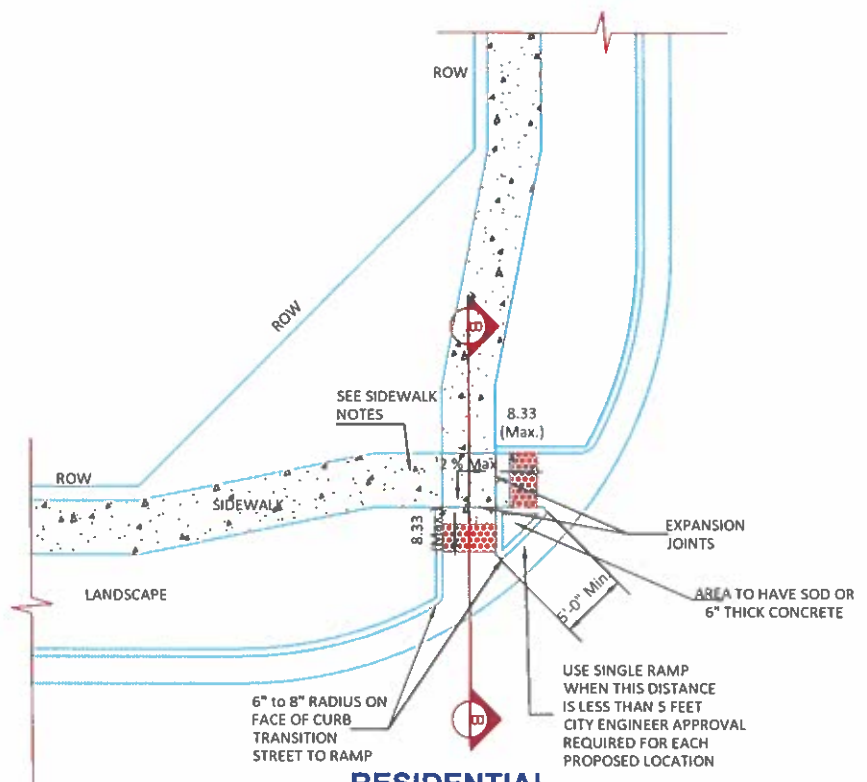 ROW
ROW
SEE SIDEWALK
NOTES
8.33
(Max.)
2 % Max
ROW
SIDEWALK
8.33
(Max.
EXPANSION
JOINTS
LANDSCAPE
5'-0" Min
AREA TO HAVE SOD OR
6" THICK CONCRETE
6" to 8" RADIUS ON
FACE OF CURB
TRANSITION
STREET TO RAMP
USE SINGLE RAMP
WHEN THIS DISTANCE
IS LESS THAN 5 FEET
CITY ENGINEER APPROVAL
REQUIRED FOR EACH
PROPOSED LOCATION
B
B
RESIDENTIAL